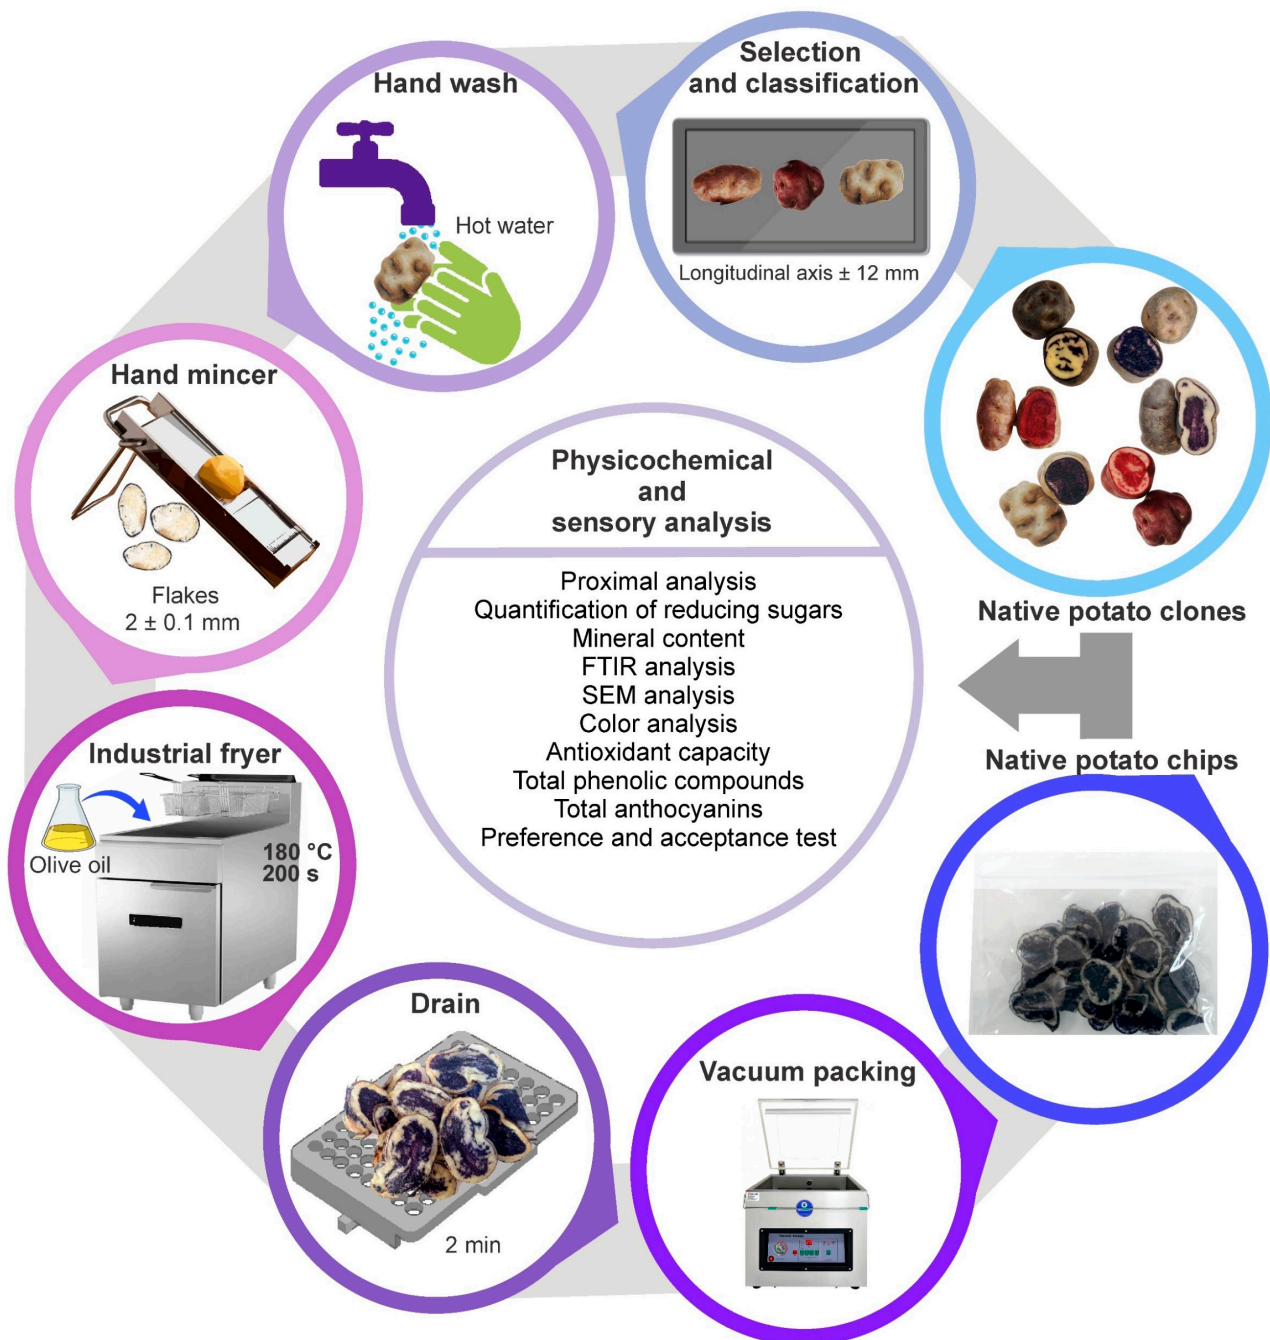 Selection
and classification
Longitudinal axis ± 12 mm
Hand wash
Hot water
Hand mincer
Flakes
2 ± 0.1 mm
Industrial fryer
Olive oil
180 °C
200 s
Drain
2 min
Vacuum packing
Native potato chips
Native potato clones
Physicochemical
and
sensory analysis
Proximal analysis
Quantification of reducing sugars
Mineral content
FTIR analysis
SEM analysis
Color analysis
Antioxidant capacity
Total phenolic compounds
Total anthocyanins
Preference and acceptance test